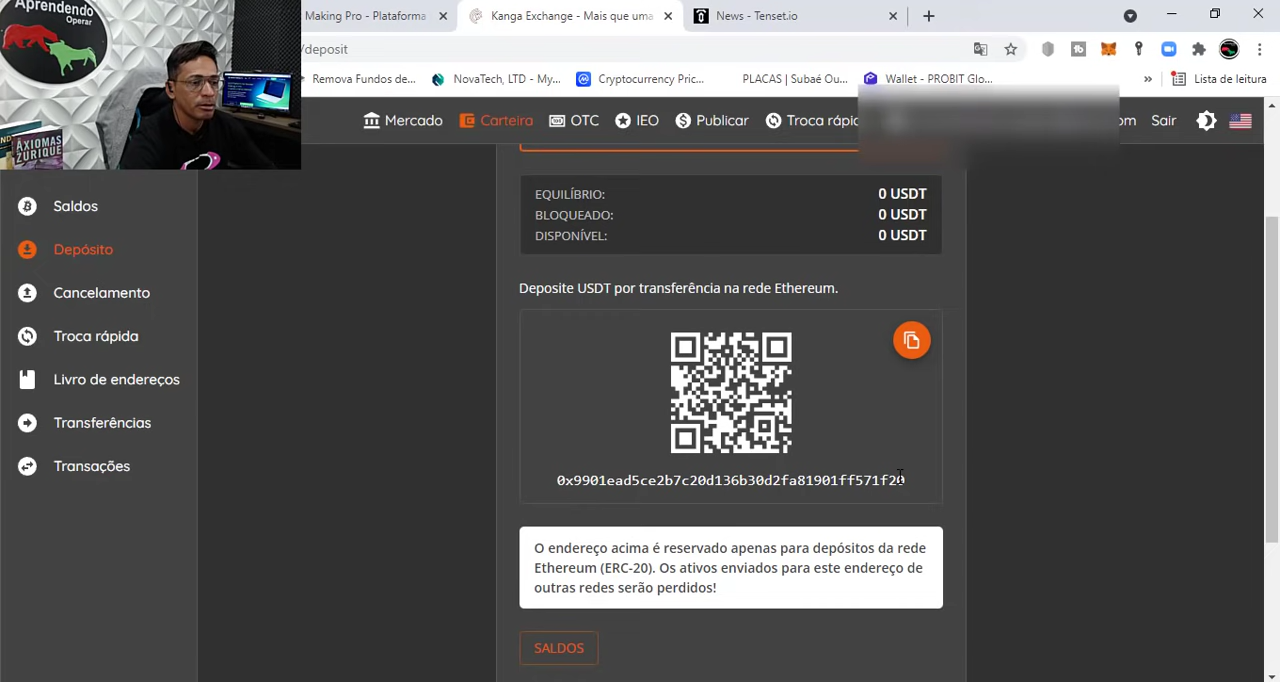 Aprendendo
Operar
AXIOMAS
ZURIQUE
Making Pro - Plataforma
Kanga Exchange - Mais que uma
News - Tenset.io
/deposit
Remova Fundos de...
NovaTech, LTD - My...
Cryptocurrency Pric...
PLACAS | Subaé Ou...
Wallet - PROBIT Glo...
»
Lista de leitura
Mercado
Carteira
OTC
IEO
Publicar
Troca rápid
om
Sair
Saldos
Depósito
Cancelamento
Troca rápida
Livro de endereços
Transferências
Transações
EQUILÍBRIO: 0 USDT
BLOQUEADO: 0 USDT
DISPONÍVEL: 0 USDT
Deposite USDT por transferência na rede Ethereum.
0x9901ead5ce2b7c20d136b30d2fa81901ff571f20
O endereço acima é reservado apenas para depósitos da rede
Ethereum (ERC-20). Os ativos enviados para este endereço de
outras redes serão perdidos!
SALDOS